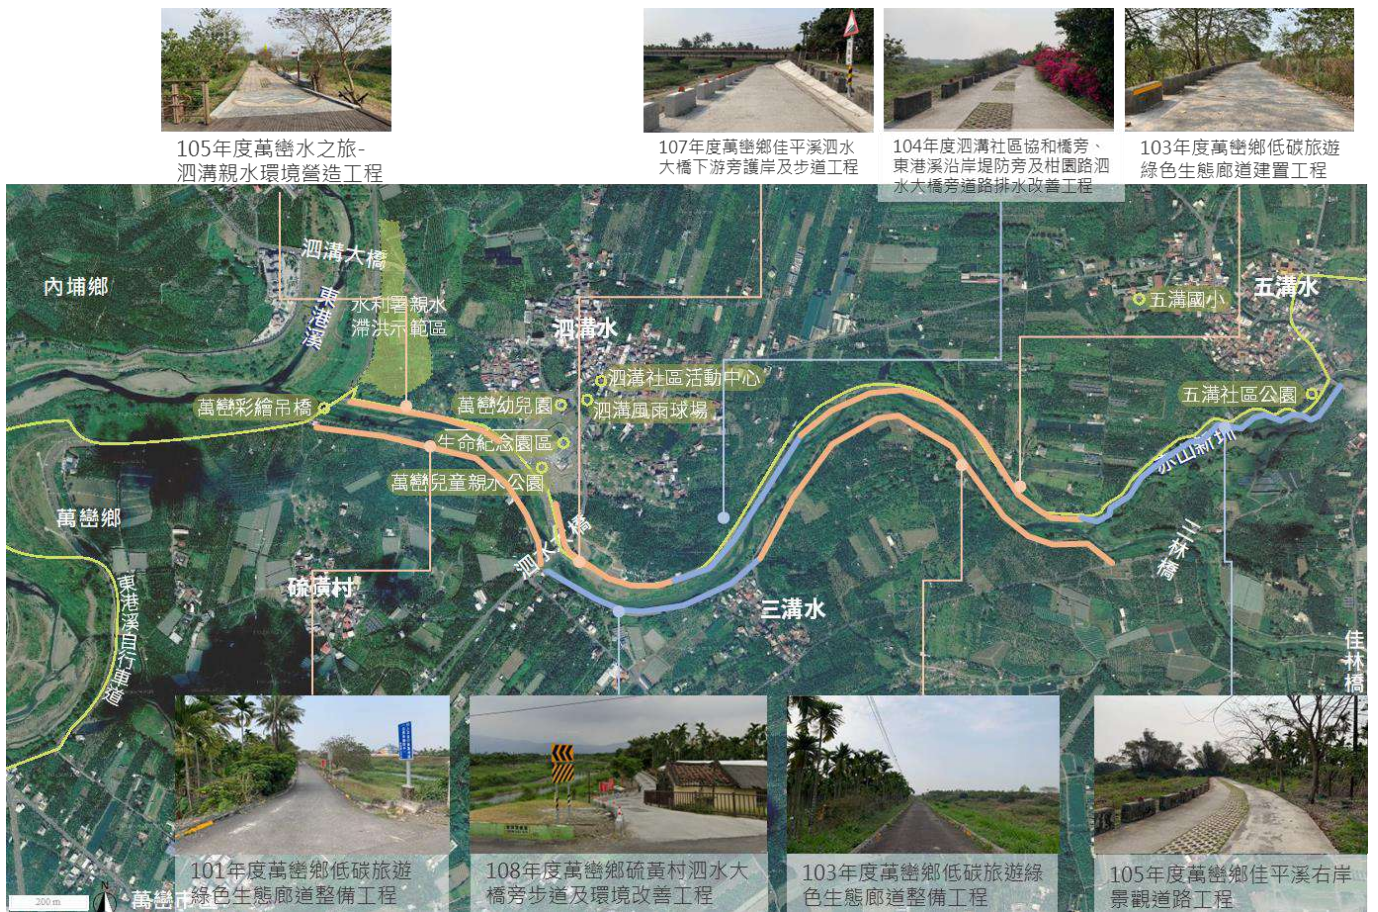 105年度萬巒水之旅-
泗溝親水環境營造工程
107年度萬巒鄉佳平溪泗水
大橋下游旁護岸及步道工程
104年度泗溝社區協和橋旁、
東港溪沿岸堤防旁及柑園路泗
水大橋旁道路排水改善工程
103年度萬巒鄉低碳旅遊
綠色生態廊道建置工程
泗溝大橋
內埔鄉
東港溪
水利署親水
滯洪示範區
泗溝水
五溝國小
五溝水
泗溝社區活動中心
萬巒彩繪吊橋
萬巒幼兒園
泗溝風雨球場
五溝社區公園
生命紀念園區
萬巒兒童親水公園
萬巒鄉
泗水大橋
三林橋
硫磺村
三溝水
東港溪自行車道
佳林橋
101年度萬巒鄉低碳旅遊
綠色生態廊道整備工程
108年度萬巒鄉硫黃村泗水大
橋旁步道及環境改善工程
103年度萬巒鄉低碳旅遊綠
色生態廊道整備工程
105年度萬巒鄉佳平溪右岸
景觀道路工程
200 m
N
萬巒市